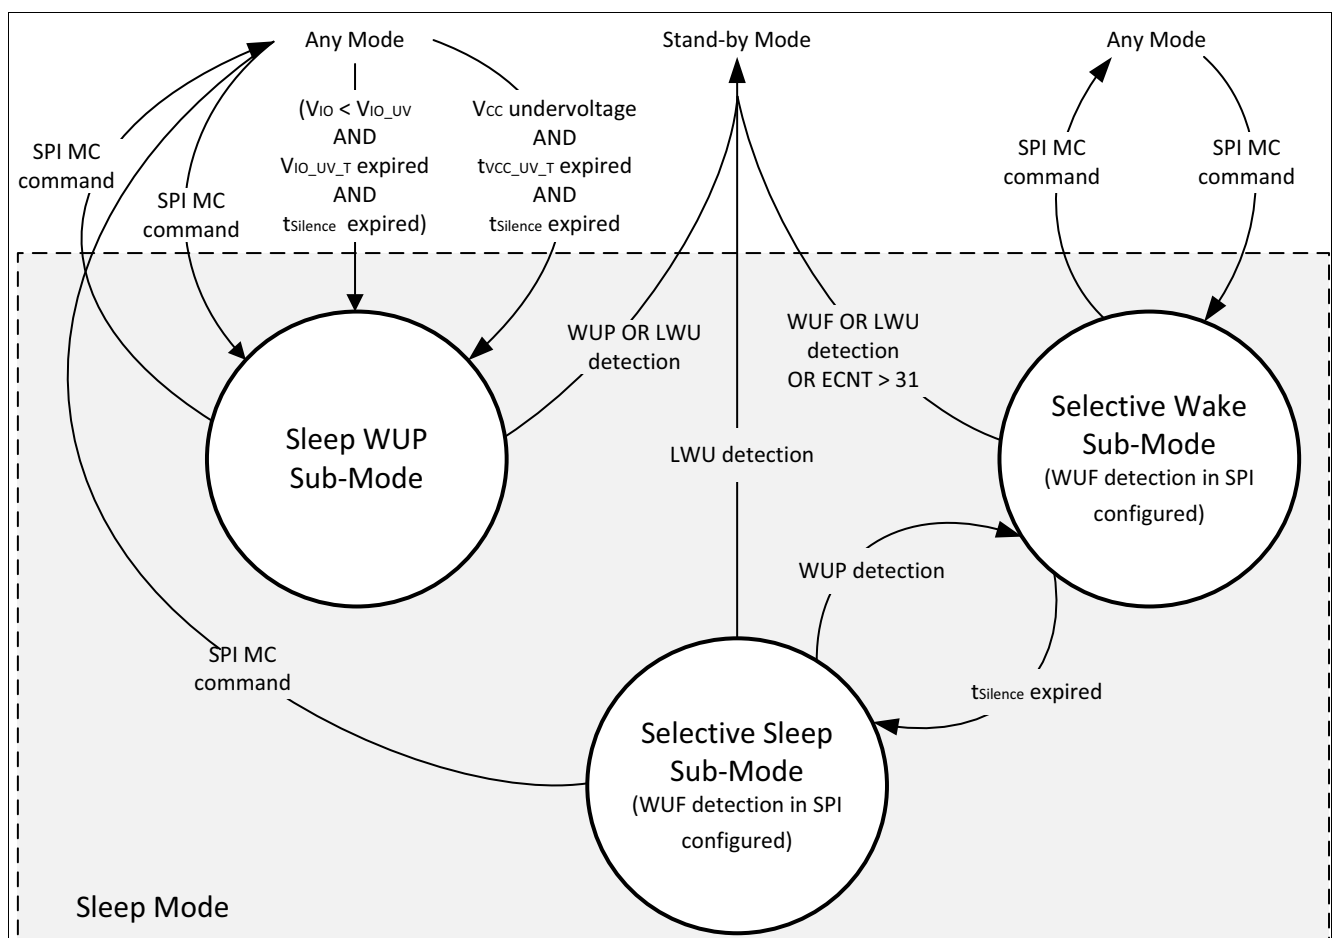 Any Mode
Stand-by Mode
Any Mode
(VIO < VIO_UV
AND
VIO_UV_T expired
AND
tSilence expired)
VCC undervoltage
AND
tVCC_UV_T expired
AND
tSilence expired
SPI MC
command
SPI MC
command
SPI MC
command
SPI MC
command
WUP OR LWU
detection
WUF OR LWU
detection
OR ECNT > 31
Sleep WUP
Sub-Mode
LWU detection
Selective Wake
Sub-Mode
(WUF detection in SPI
configured)
WUP detection
SPI MC
command
tSilence expired
Selective Sleep
Sub-Mode
(WUF detection in SPI
configured)
Sleep Mode